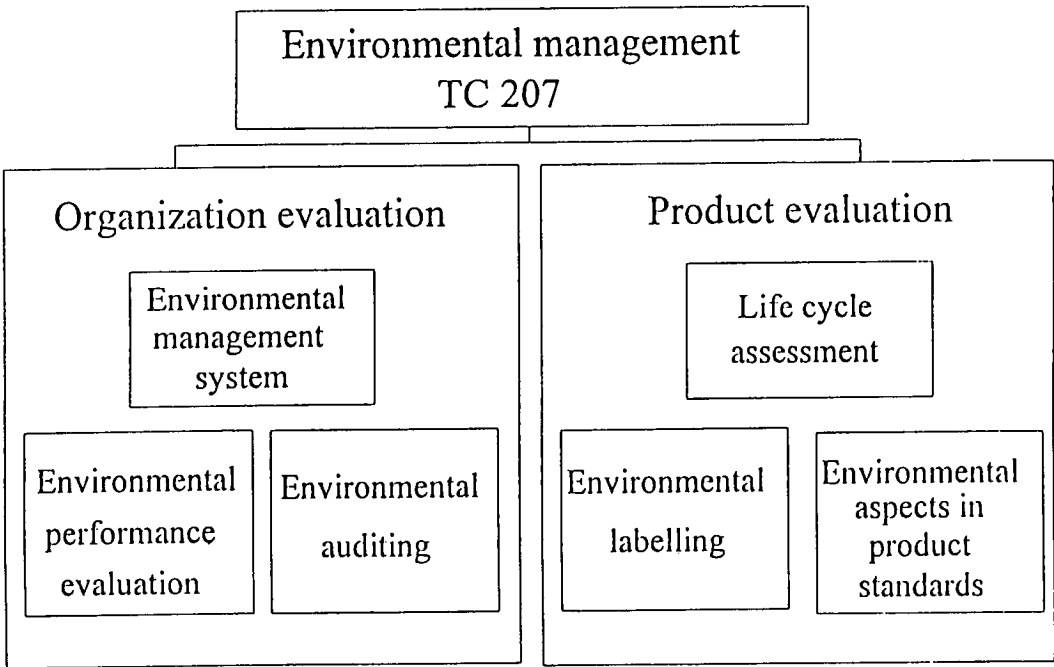 Environmental management
TC 207
Organization evaluation
Environmental
management
system
Environmental
performance
evaluation
Environmental
auditing
Product evaluation
Life cycle
assessment
Environmental
labelling
Environmental
aspects in
product
standards